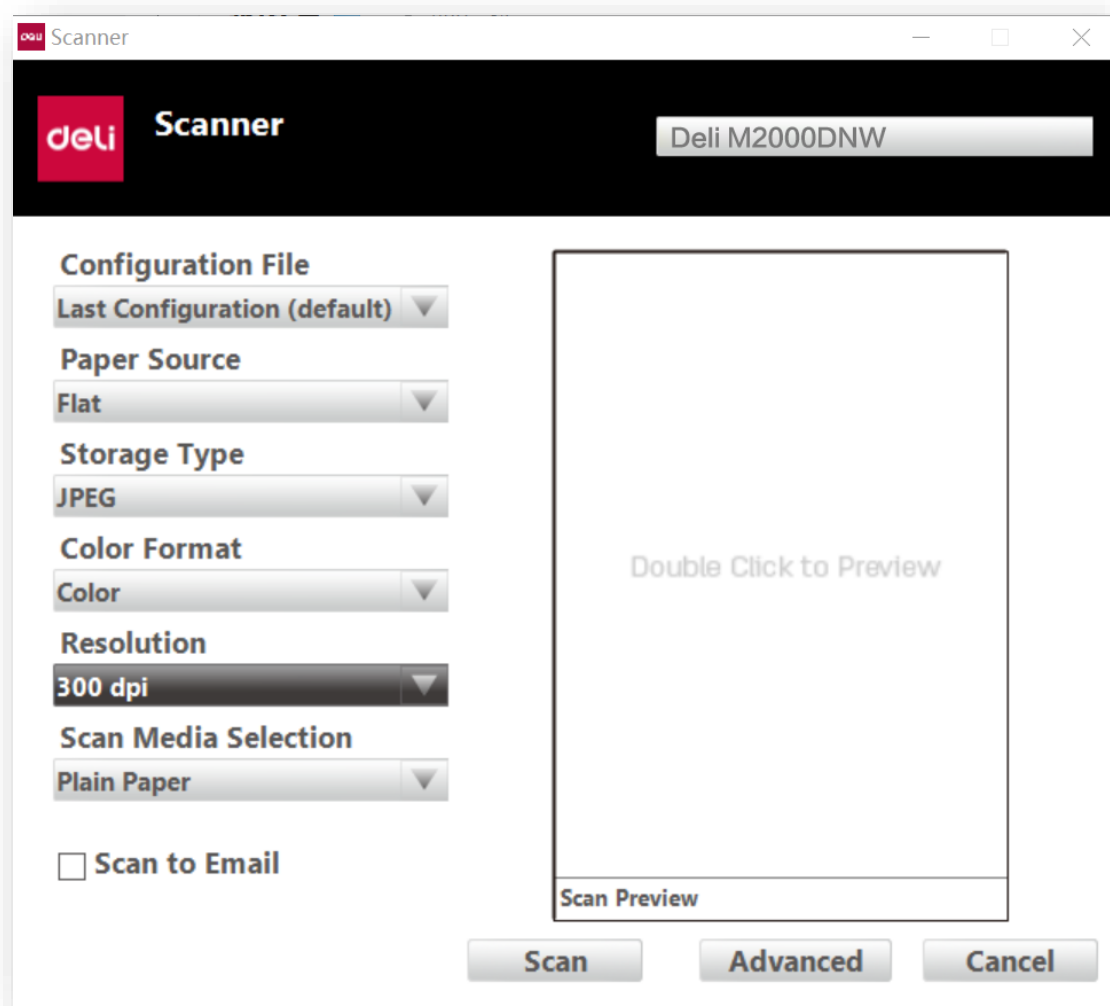 deli Scanner
deli
Scanner
Deli M2000DNW
Configuration File
Last Configuration (default)
Paper Source
Flat
Storage Type
JPEG
Color Format
Color
Resolution
300 dpi
Scan Media Selection
Plain Paper
Scan to Email
Double Click to Preview
Scan Preview
Scan
Advanced
Cancel